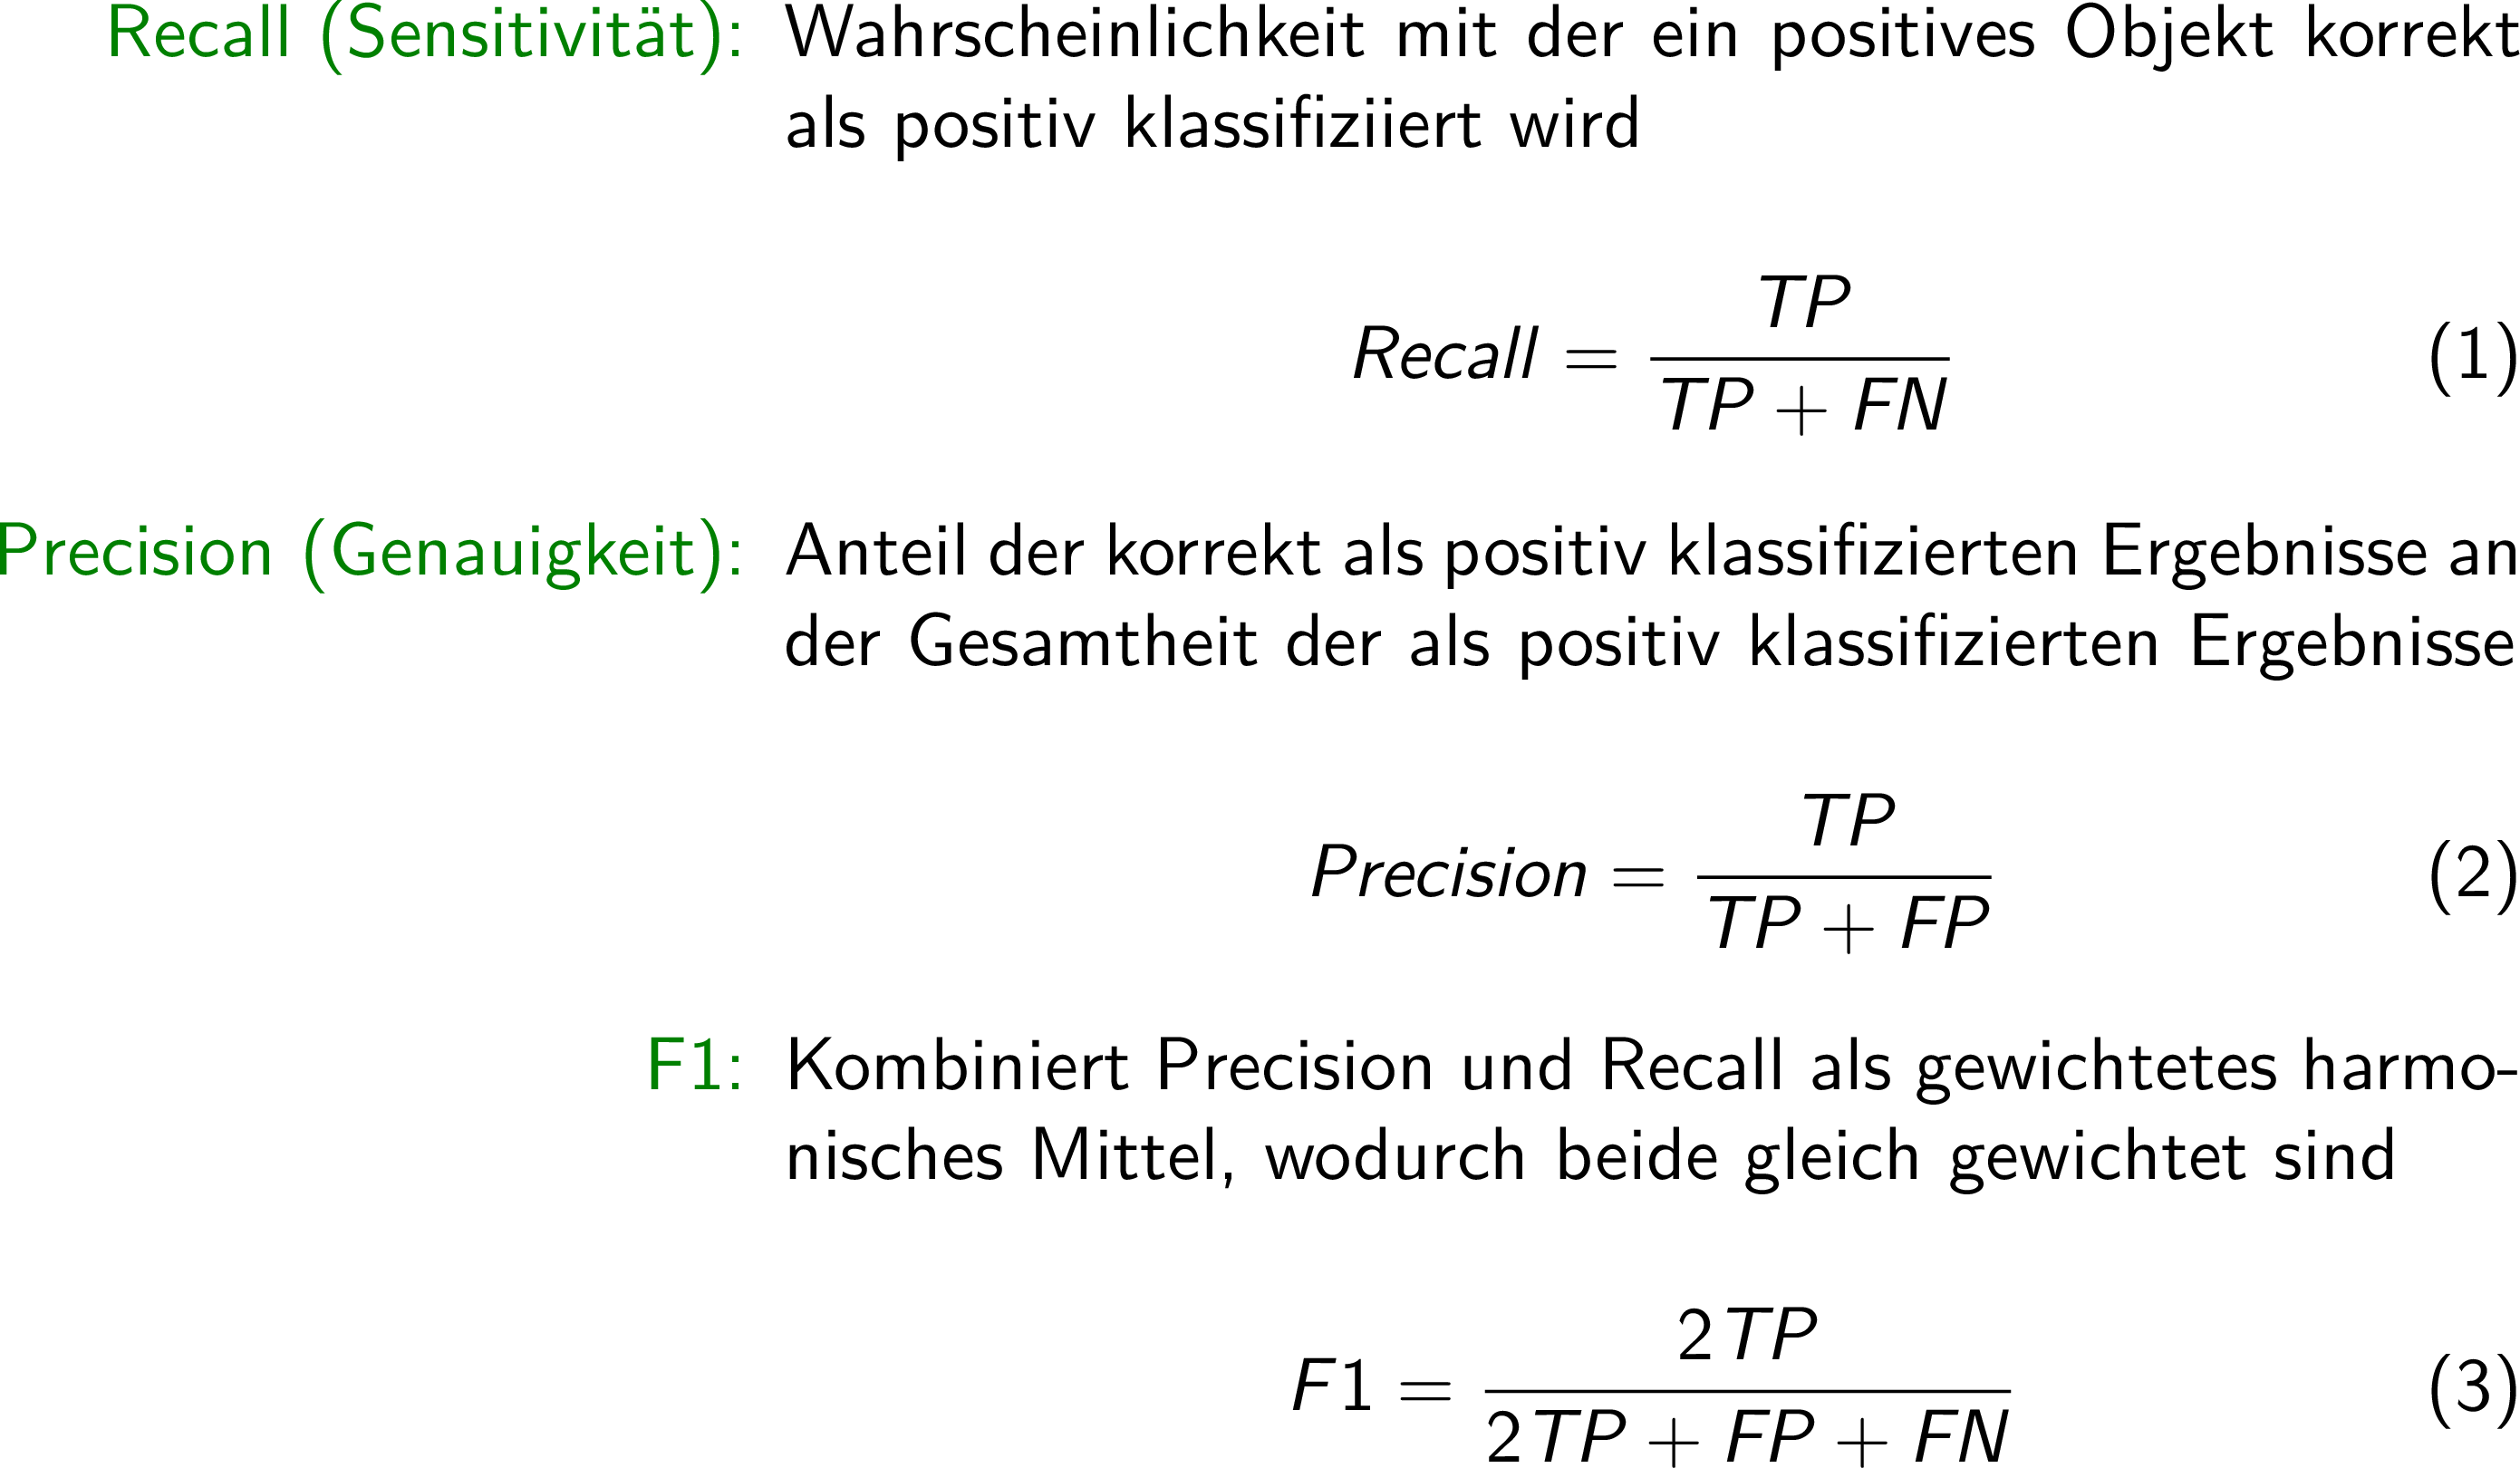 Recall (Sensitivität): Wahrscheinlichkeit mit der ein positives Objekt korrekt
als positiv klassifiziiert wird
Recall = TP / (TP + FN) (1)
Precision (Genauigkeit): Anteil der korrekt als positiv klassifizierten Ergebnisse an
der Gesamtheit der als positiv klassifizierten Ergebnisse
Precision = TP / (TP + FP) (2)
F1: Kombiniert Precision und Recall als gewichtetes harmo-
nisches Mittel, wodurch beide gleich gewichtet sind
F1 = 2TP / (2TP + FP + FN) (3)